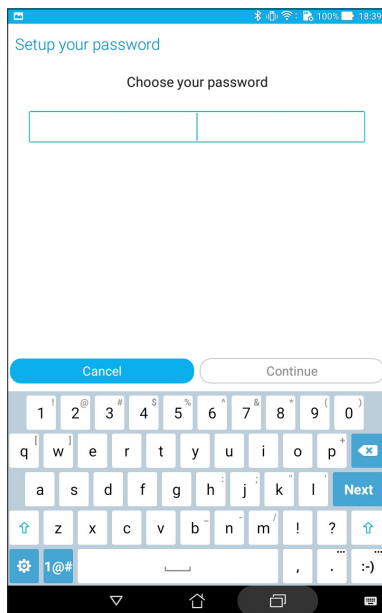 100% 18:39
Setup your password
Choose your password
Cancel Continue
! @ # $ % ^ & * ( )
1 2 3 4 5 6 7 8 9 0
[ ] +
q w e r t y u i o p
: ; " '
a s d f g h j k l Next
- _ /
z x c v b n m ! ?
1@# , . :-)